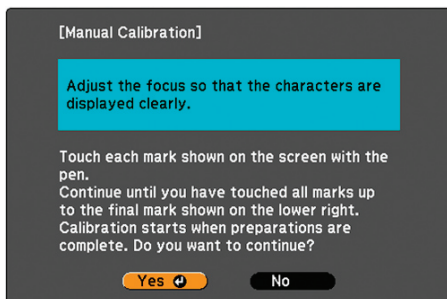 [Manual Calibration]
Adjust the focus so that the characters are
displayed clearly.
Touch each mark shown on the screen with the
pen.
Continue until you have touched all marks up
to the final mark shown on the lower right.
Calibration starts when preparations are
complete. Do you want to continue?
Yes No